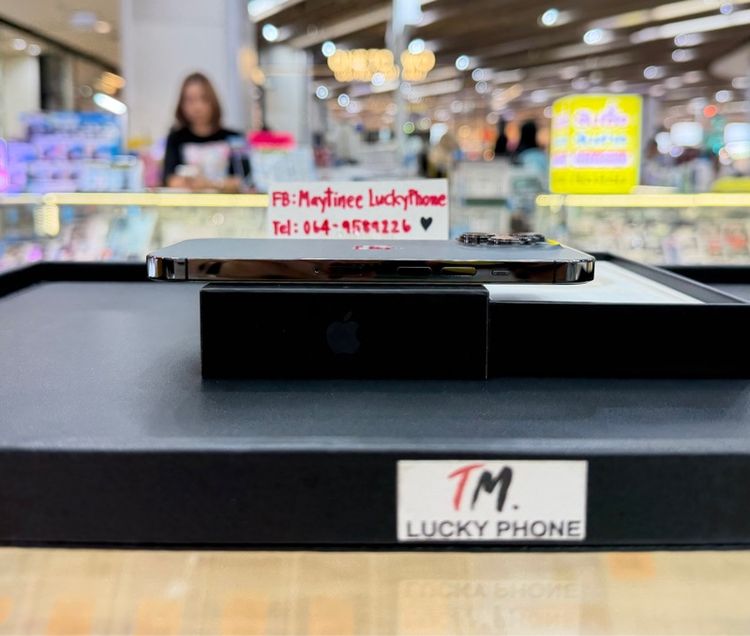 FB: Maytinee LuckyPhone
Tel: 064-9589226 ♥
TM.
LUCKY PHONE